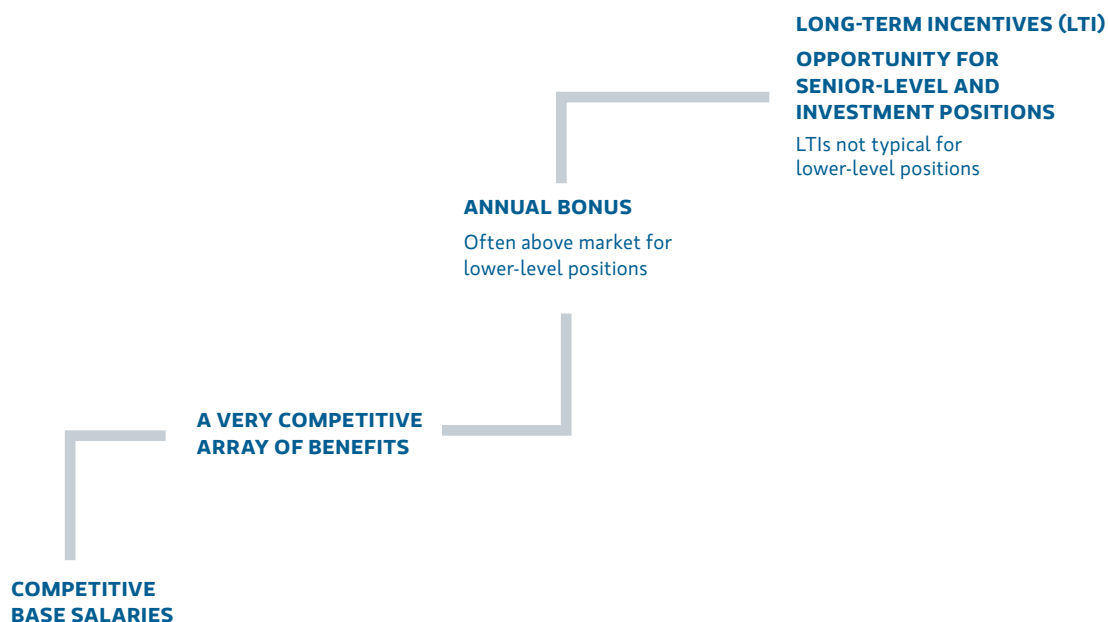 LONG-TERM INCENTIVES (LTI)
OPPORTUNITY FOR
SENIOR-LEVEL AND
INVESTMENT POSITIONS
LTIs not typical for
lower-level positions
ANNUAL BONUS
Often above market for
lower-level positions
A VERY COMPETITIVE
ARRAY OF BENEFITS
COMPETITIVE
BASE SALARIES